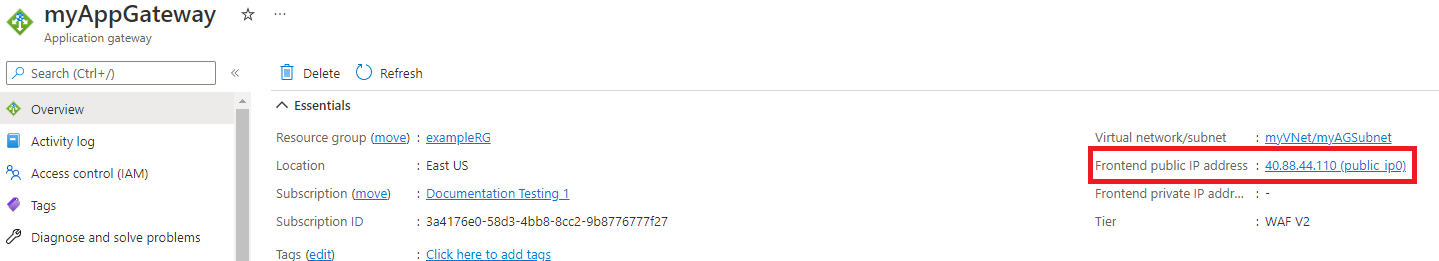 myAppGateway ☆ ...
Application gateway
Search (Ctrl+/) «
Delete Refresh
Overview
Activity log
Access control (IAM)
Tags
Diagnose and solve problems
Essentials
Resource group (move) : exampleRG
Location : East US
Subscription (move) : Documentation Testing 1
Subscription ID : 3a4176e0-58d3-4bb8-8cc2-9b8776777f27
Tags (edit) : Click here to add tags
Virtual network/subnet : myVNet/myAGSubnet
Frontend public IP address : 40.88.44.110 (public_ip0)
Frontend private IP addr... : -
Tier : WAF V2